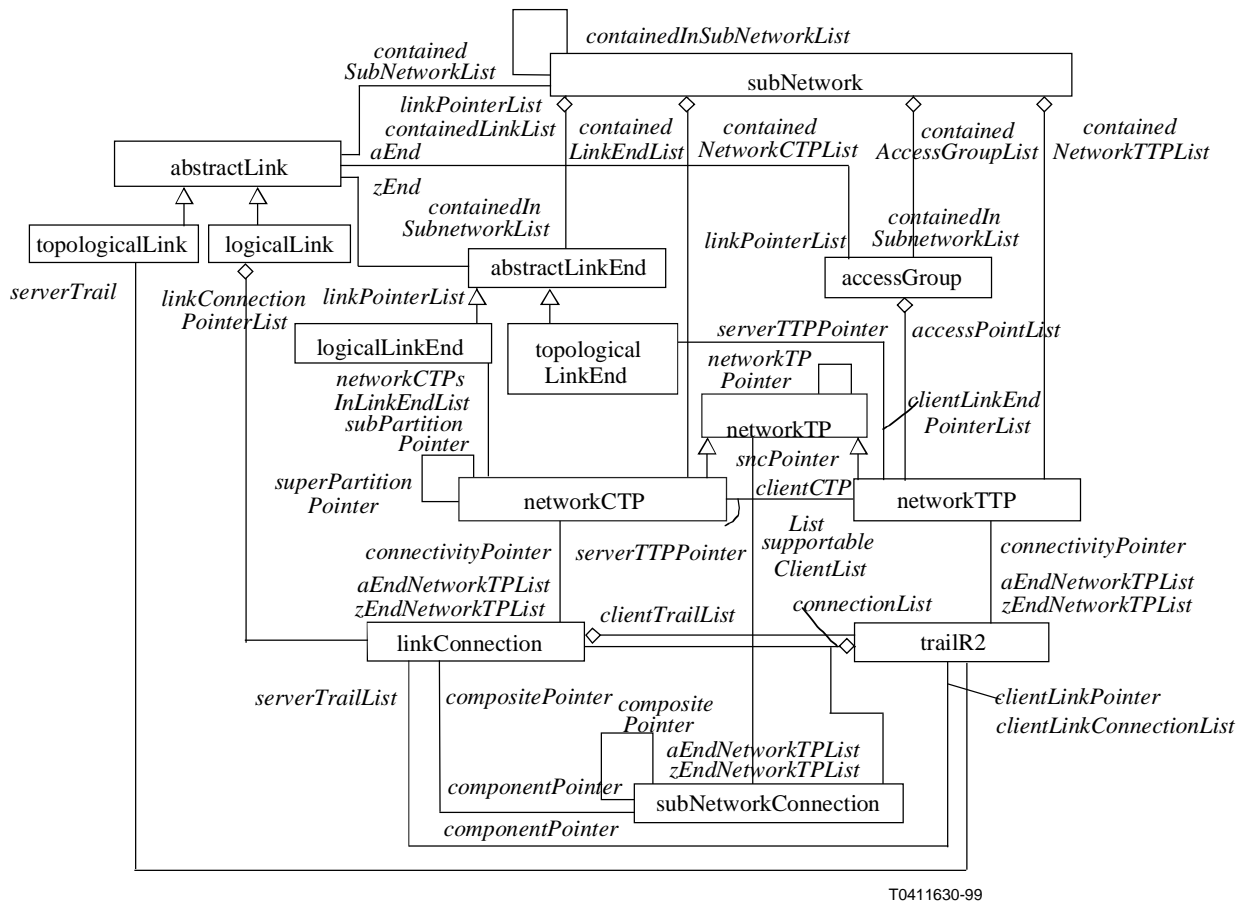 containedInSubNetworkList
contained
SubNetworkList
subNetwork
linkPointerList
containedLinkList
aEnd
contained
LinkEndList
contained
NetworkCTPList
contained
AccessGroupList
contained
NetworkTTPList
abstractLink
zEnd
containedIn
SubnetworkList
containedIn
SubnetworkList
topologicalLink
logicalLink
linkPointerList
abstractLinkEnd
accessGroup
serverTrail
linkConnection
PointerList
linkPointerList
serverTTPPointer
accessPointList
logicalLinkEnd
topological
LinkEnd
networkTP
Pointer
networkCTPs
InLinkEndList
subPartition
Pointer
clientLinkEnd
PointerList
networkTP
sncPointer
superPartition
Pointer
networkCTP
clientCTP
networkTTP
List
supportable
ClientList
connectivityPointer
serverTTPPointer
connectivityPointer
aEndNetworkTPList
zEndNetworkTPList
aEndNetworkTPList
zEndNetworkTPList
clientTrailList
connectionList
linkConnection
trailR2
serverTrailList
compositePointer
composite
Pointer
clientLinkPointer
clientLinkConnectionList
aEndNetworkTPList
zEndNetworkTPList
componentPointer
subNetworkConnection
componentPointer
T0411630-99